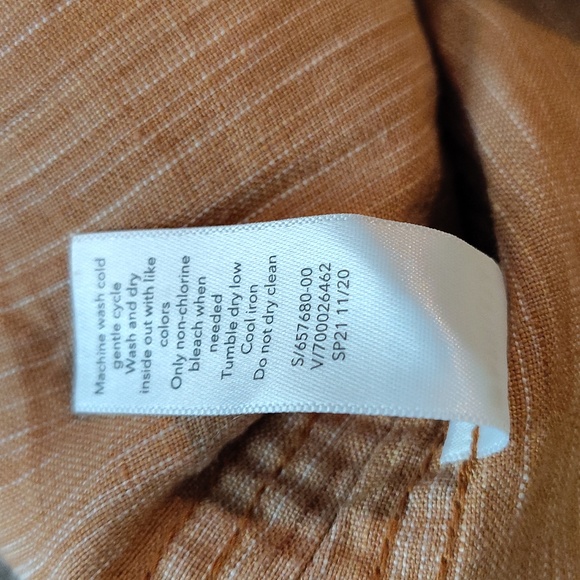 Machine wash cold
gentle cycle
Wash and dry
inside out with like
colors
Only non-chlorine
bleach when
needed
Tumble dry low
Cool iron
Do not dry clean
S/657680-00
V/700026462
SP21 11/20